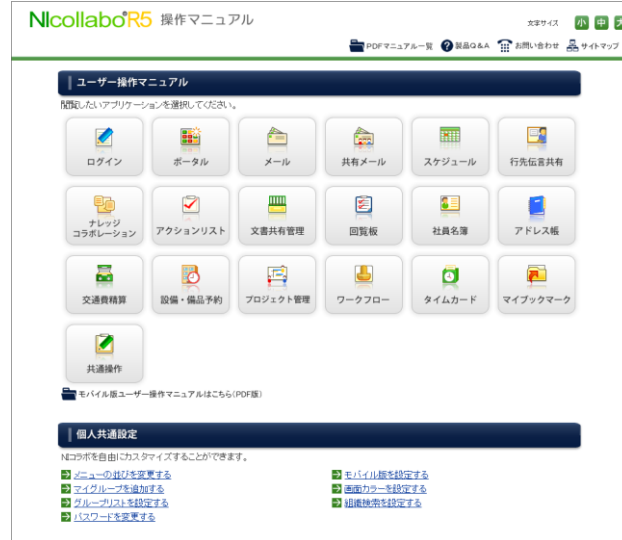 NIcollabo R5 操作マニュアル
文字サイズ 小 中 大
PDFマニュアル一覧 製品Q&A お問い合わせ サイトマップ
ユーザー操作マニュアル
閲覧したいアプリケーションを選択してください。
ログイン ポータル メール 共有メール スケジュール 行先伝言共有
ナレッジ
コラボレーション アクションリスト 文書共有管理 回覧板 社員名簿 アドレス帳
交通費精算 設備・備品予約 プロジェクト管理 ワークフロー タイムカード マイブックマーク
共通操作
モバイル版ユーザー操作マニュアルはこちら(PDF版)
個人共通設定
NIコラボを自由にカスタマイズすることができます。
メニューの並びを変更する モバイル版を設定する
マイグループを追加する 画面カラーを設定する
グループリストを設定する 組織検索を設定する
パスワードを変更する